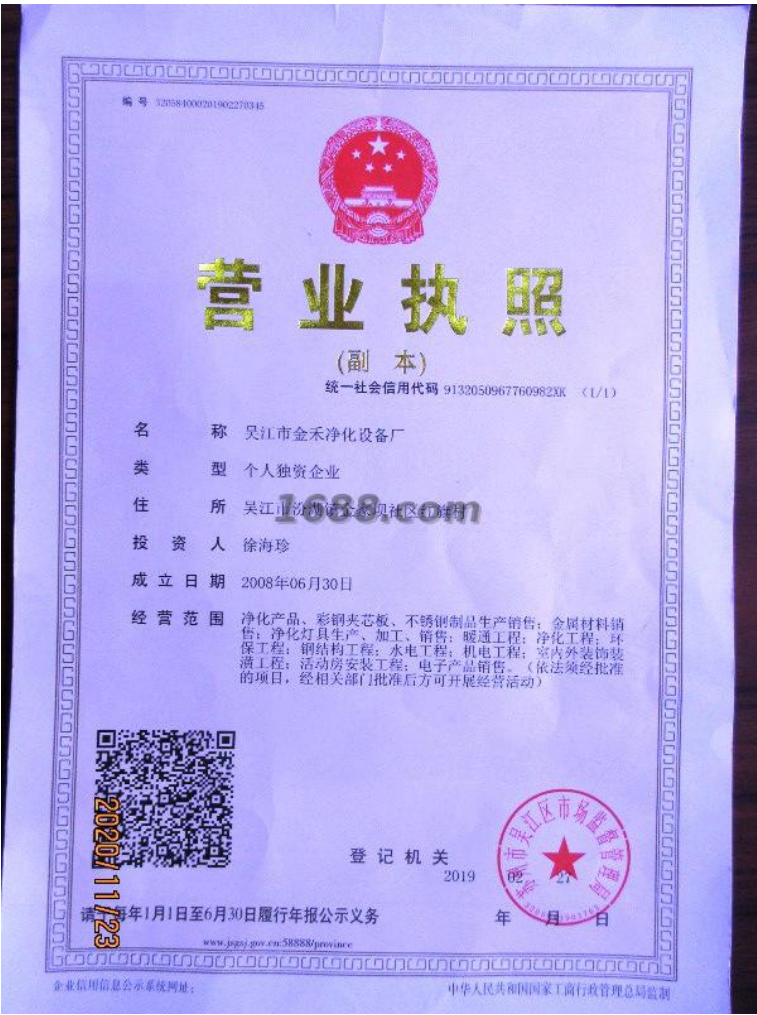 编 号 320584000201902270345
营 业 执 照
(副 本)
统一社会信用代码 9132050967760982XK (1/1)
名 称 吴江市金禾净化设备厂
类 型 个人独资企业
住 所 吴江市汾湖镇金家坝社区红旗村
1688.com
投 资 人 徐海珍
成 立 日 期 2008年06月30日
经 营 范 围 净化产品、彩钢夹芯板、不锈钢制品生产销售；金属材料销
售；净化灯具生产、加工、销售；暖通工程；净化工程；环
保工程；钢结构工程；水电工程；机电工程；室内外装饰装
潢工程；活动房安装工程；电子产品销售。（依法须经批准
的项目，经相关部门批准后方可开展经营活动）
苏州市吴江区市场监督管理局
登 记 机 关
2019 02 27
年 月 日
2020/11/23
请于每年1月1日至6月30日履行年报公示义务
www.jsgsj.gov.cn:58888/province
企业信用信息公示系统网址：
中华人民共和国国家工商行政管理总局监制